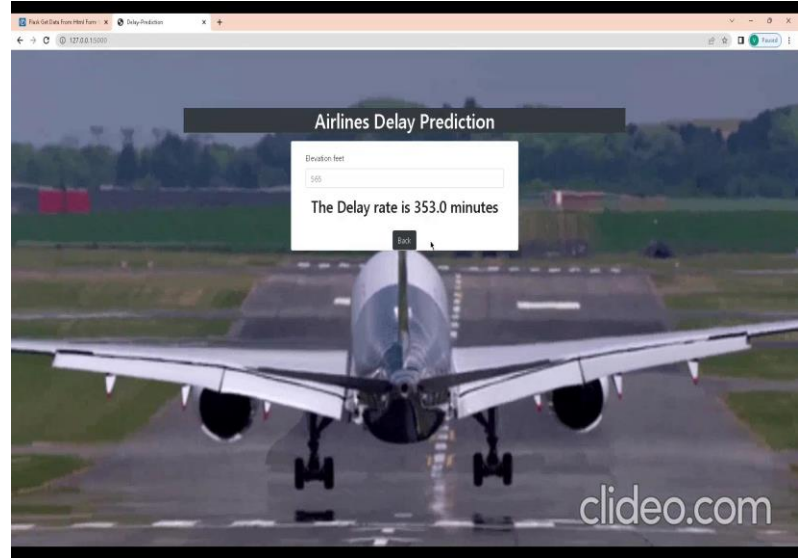 Flask Get Data From Html Form
Delay-Prediction
127.0.0.1:5000
Paused
Airlines Delay Prediction
Elevation feet
565
The Delay rate is 353.0 minutes
Back
clideo.com